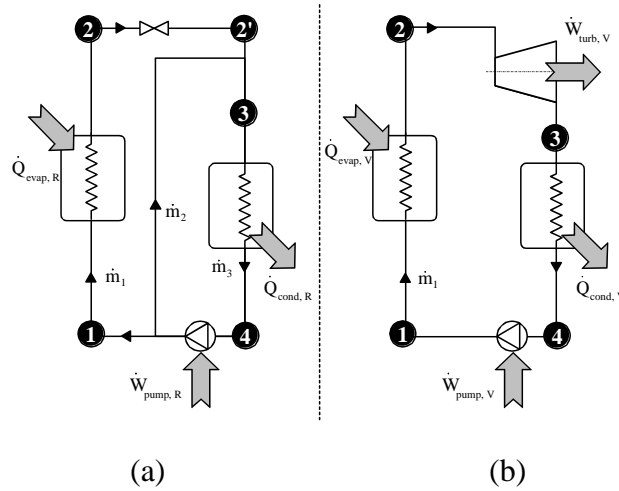 2
2'
3
Q̇evap, R
ṁ2
ṁ1
ṁ3
Q̇cond, R
1
4
Ẇpump, R
(a)
2
Ẇturb, V
3
Q̇evap, V
ṁ1
Q̇cond, V
1
4
Ẇpump, V
(b)